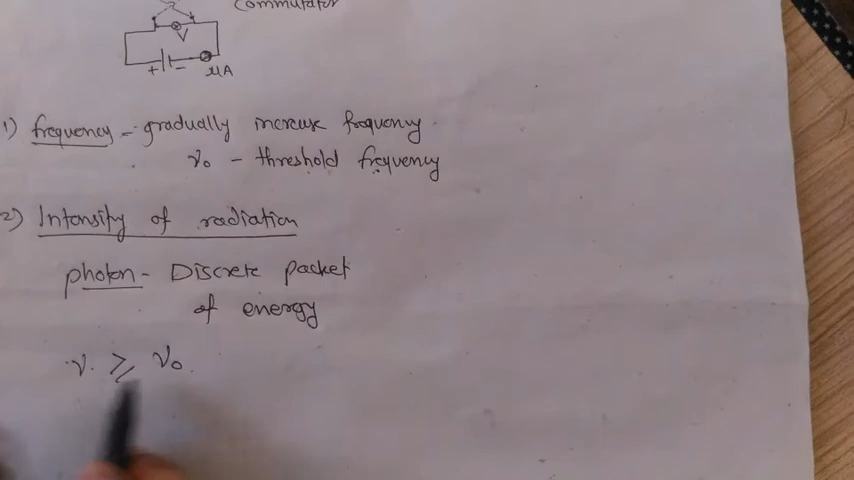 Commutator
V
+ - μA
1) frequency - gradually increase frequency
ν₀ - threshold frequency
2) Intensity of radiation
photon - Discrete packet
of energy
ν ≥ ν₀